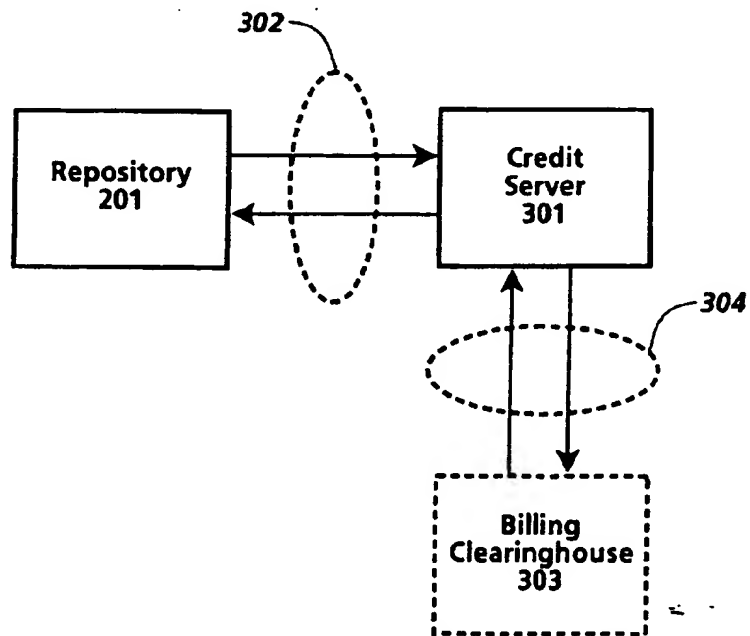 302
Repository
201
Credit
Server
301
304
Billing
Clearinghouse
303